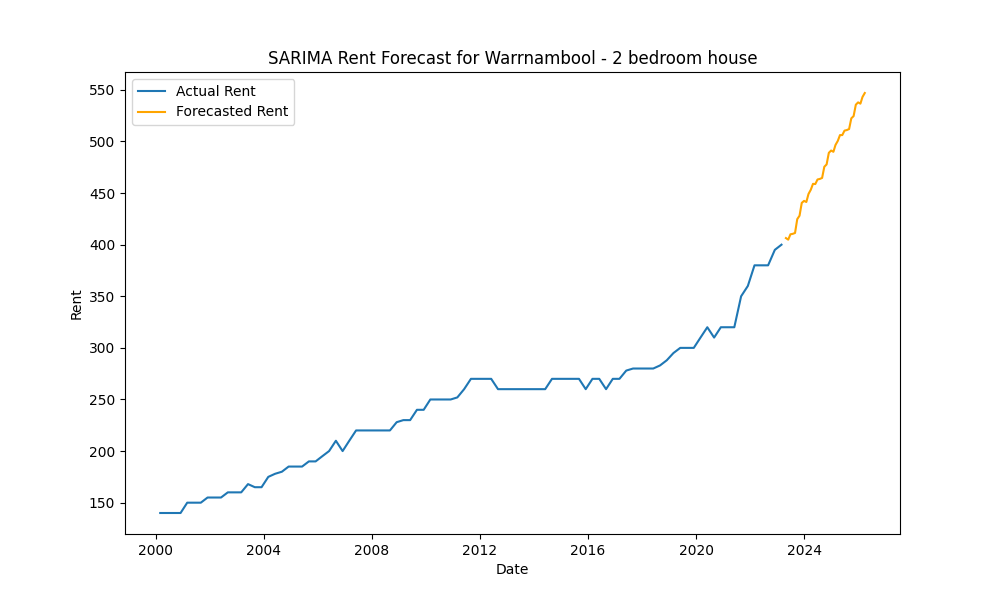 SARIMA Rent Forecast for Warrnambool - 2 bedroom house
Actual Rent
Forecasted Rent
550
500
450
400
350
300
250
200
150
Rent
2000 2004 2008 2012 2016 2020 2024
Date